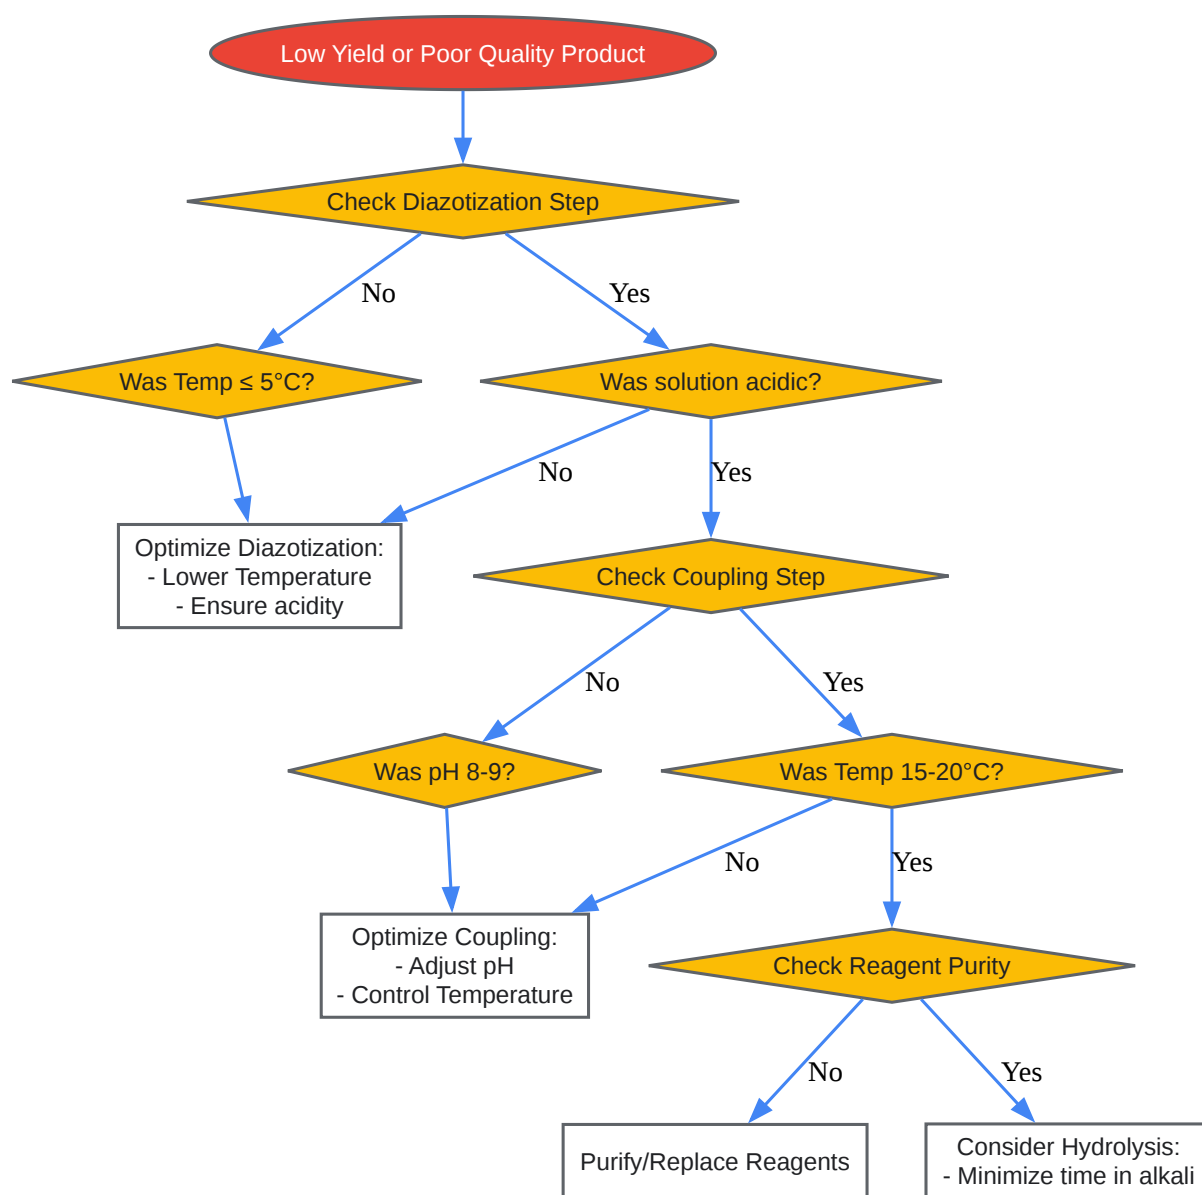 Low Yield or Poor Quality Product
Check Diazotization Step
No
Yes
Was Temp ≤ 5°C?
Was solution acidic?
No
Yes
Optimize Diazotization:
- Lower Temperature
- Ensure acidity
Check Coupling Step
No
Yes
Was pH 8-9?
Was Temp 15-20°C?
No
Yes
Optimize Coupling:
- Adjust pH
- Control Temperature
Check Reagent Purity
No
Yes
Purify/Replace Reagents
Consider Hydrolysis:
- Minimize time in alkali